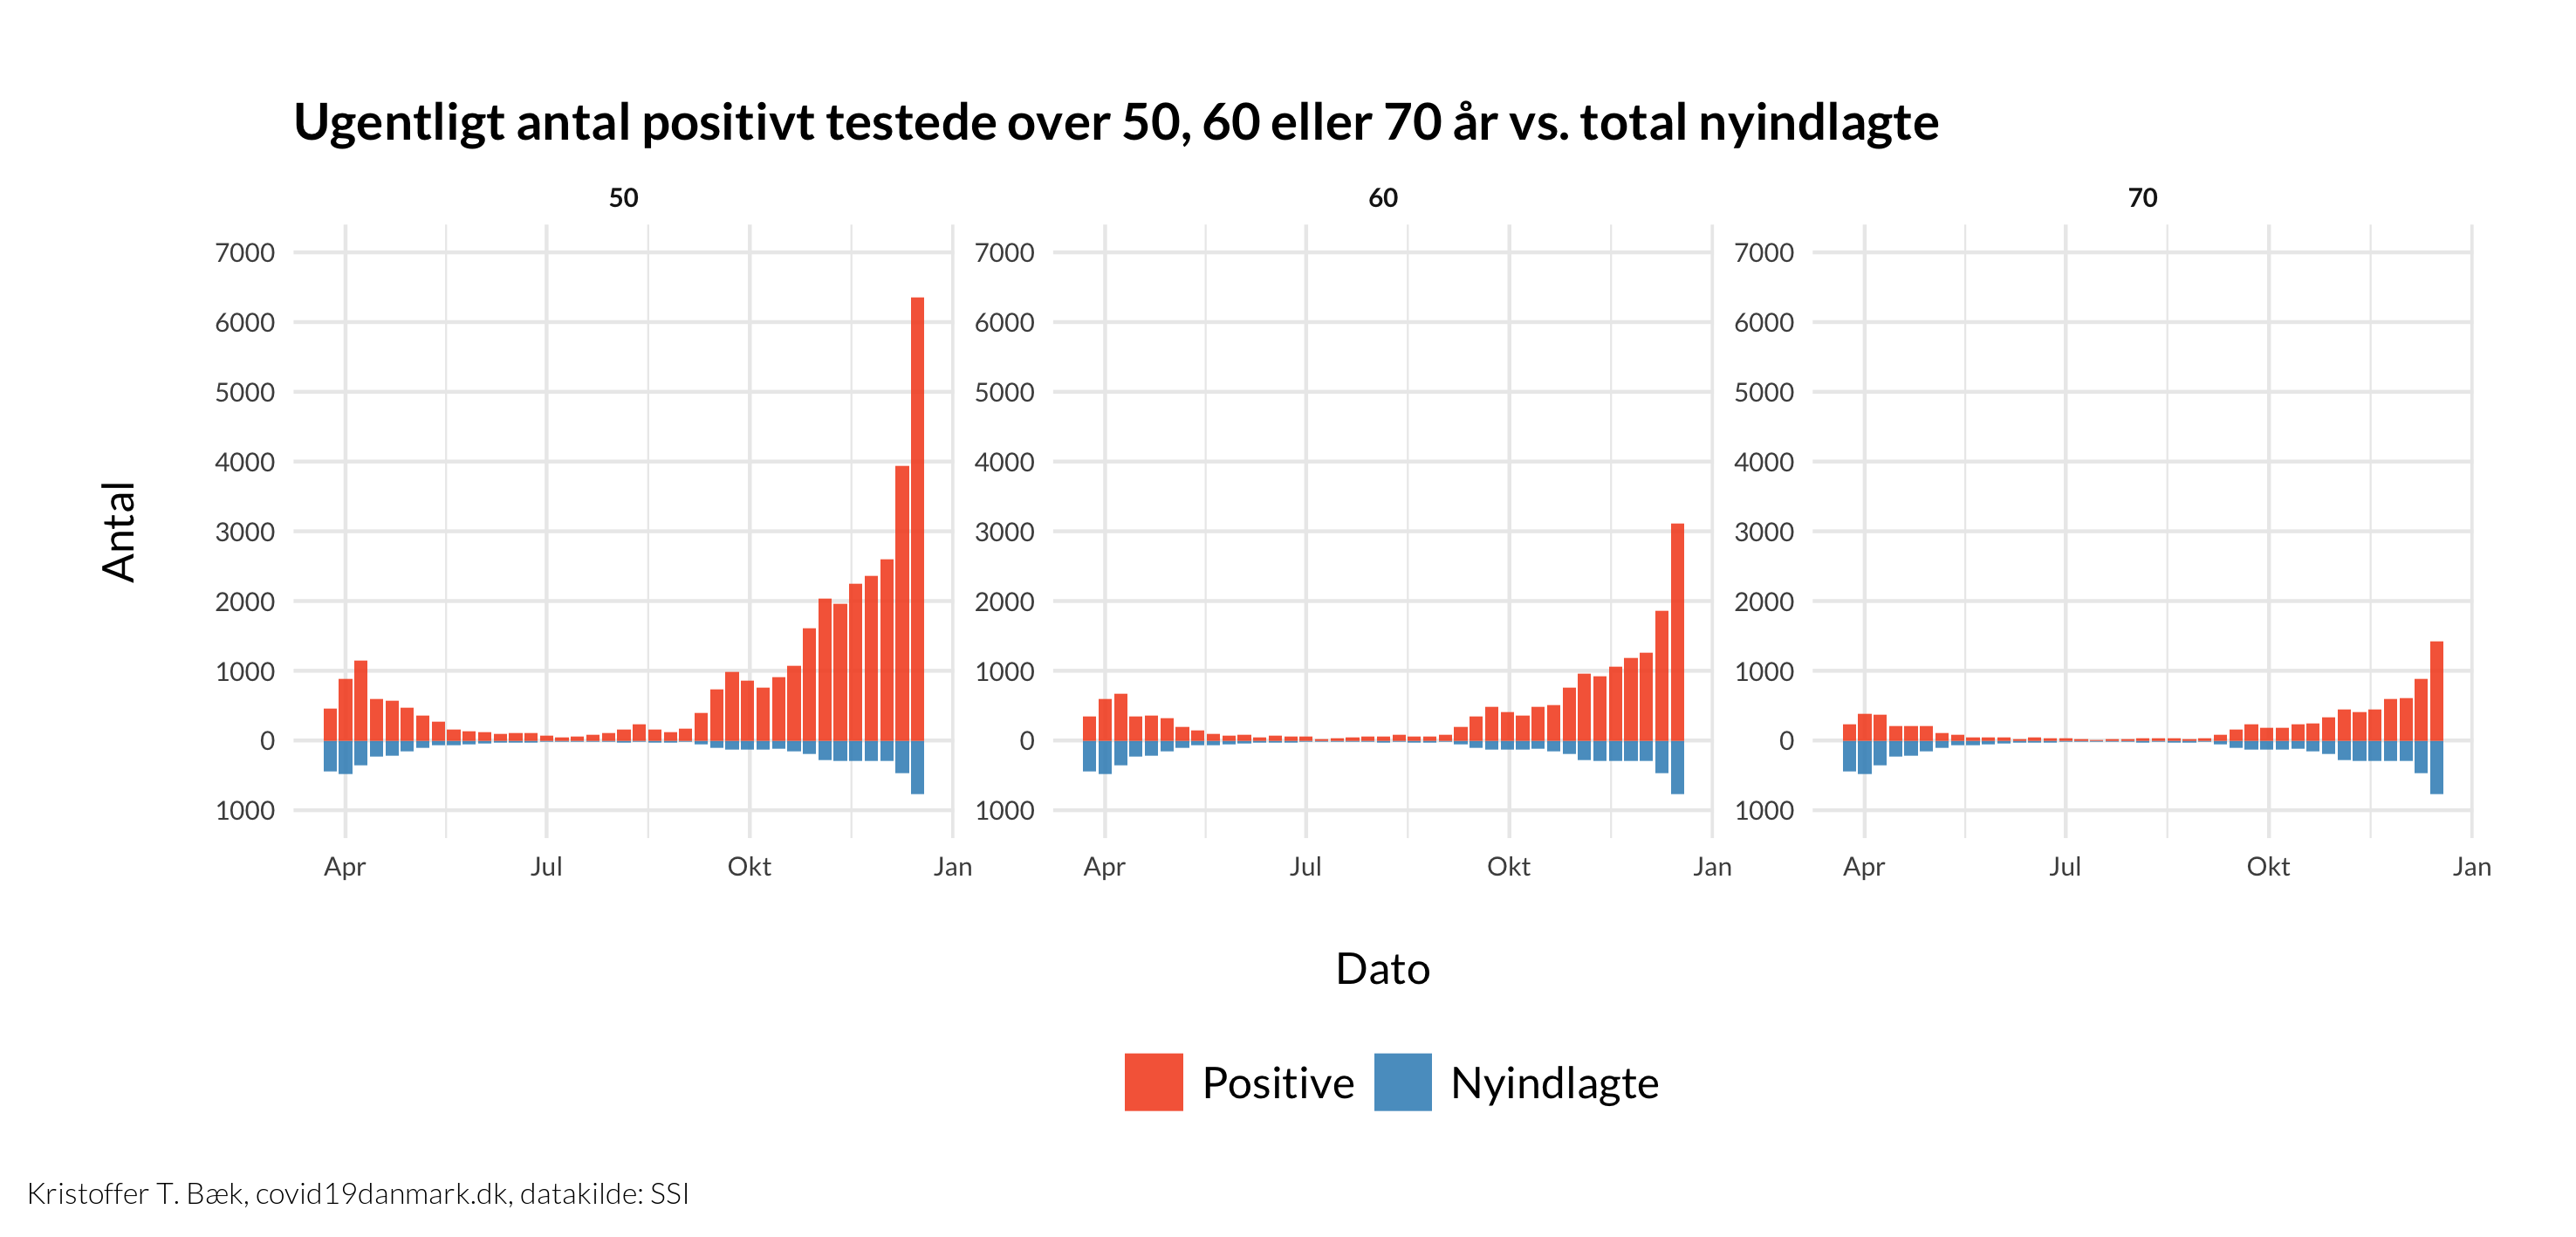 Ugentligt antal positivt testede over 50, 60 eller 70 år vs. total nyindlagte
50 60 70
7000 7000 7000
6000 6000 6000
5000 5000 5000
4000 4000 4000
3000 3000 3000
2000 2000 2000
1000 1000 1000
0 0 0
1000 1000 1000
Antal
Apr Jul Okt Jan Apr Jul Okt Jan Apr Jul Okt Jan
Dato
Positive Nyindlagte
Kristoffer T. Bæk, covid19danmark.dk, datakilde: SSI